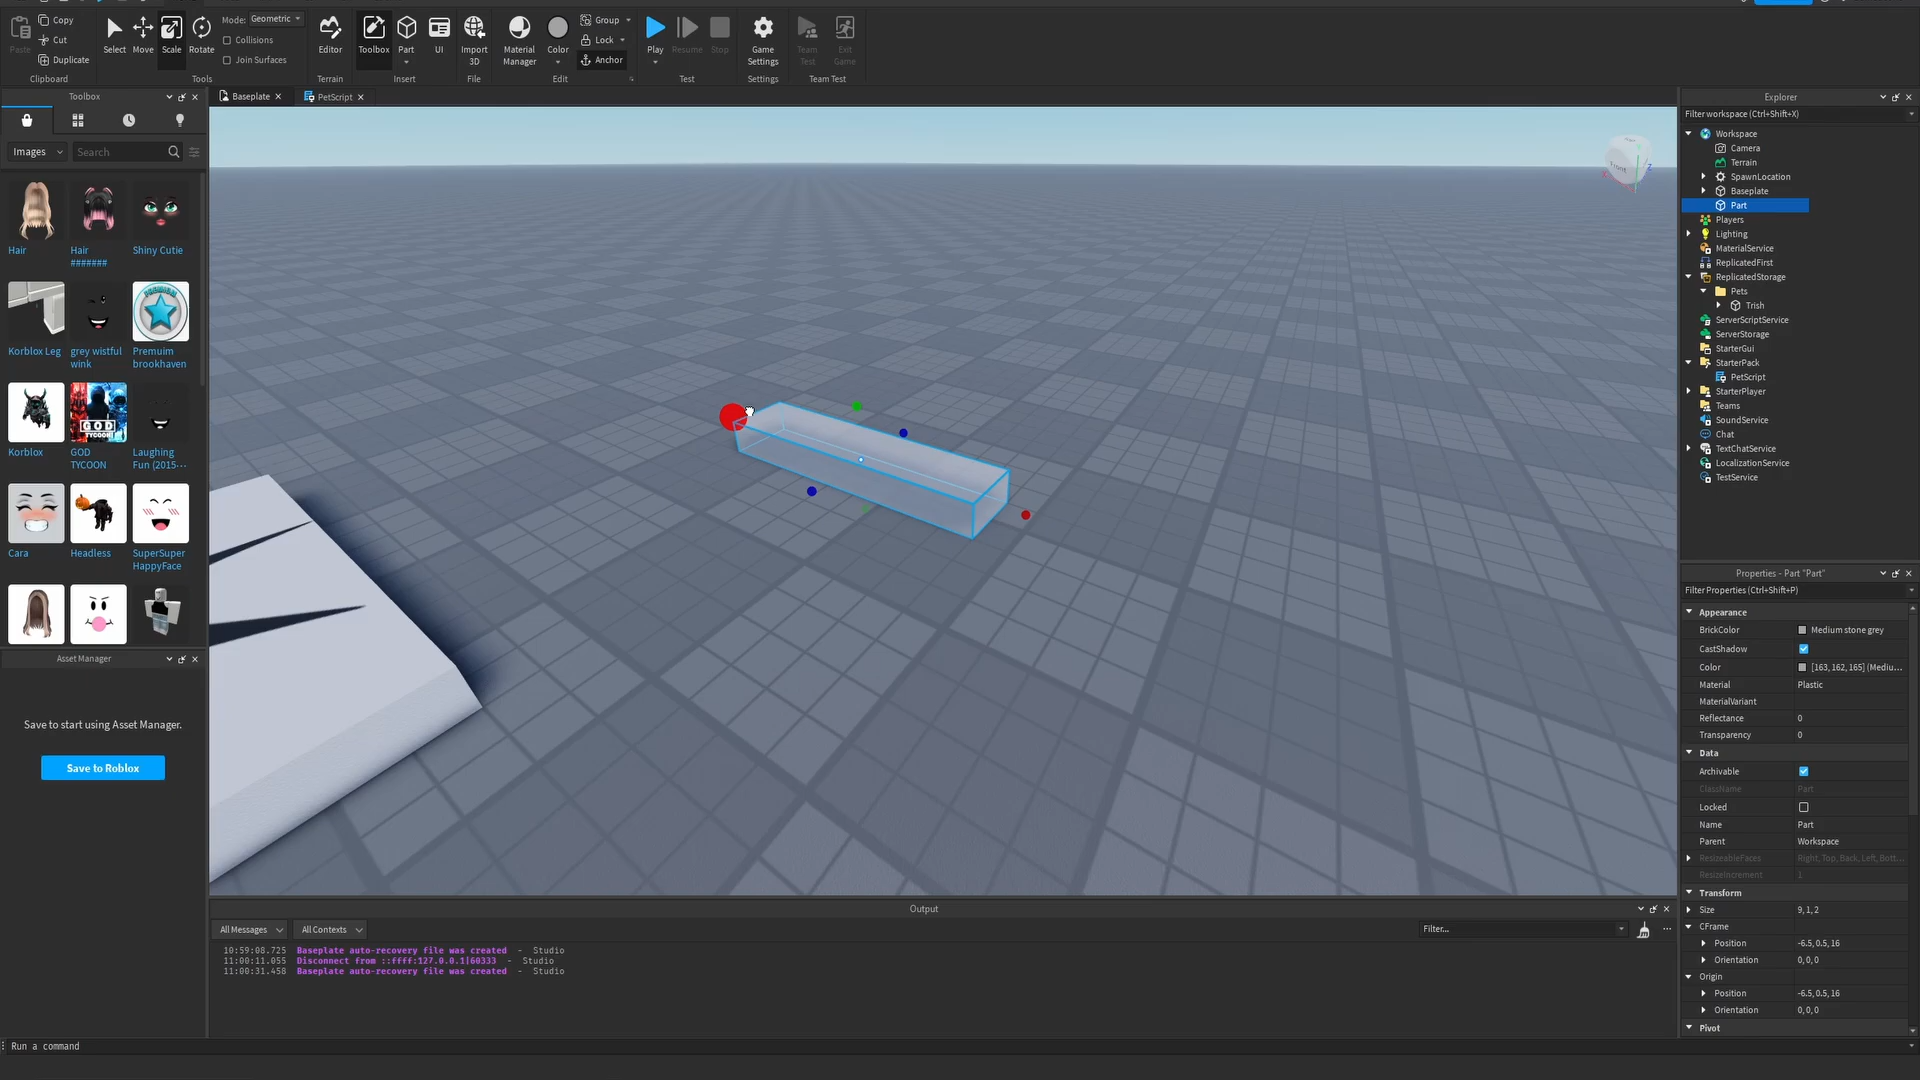 Copy
Mode: Geometric
Group
Paste
Cut
Select
Move
Scale
Rotate
Collisions
Editor
Toolbox
Part
UI
Import
3D
Material
Manager
Color
Lock
Play
Resume
Stop
Game
Settings
Team
Test
Exit
Game
Duplicate
Join Surfaces
Anchor
Clipboard
Tools
Terrain
Insert
File
Edit
Test
Settings
Team Test
Toolbox
Baseplate
PetScript
Explorer
Images
Search
Filter workspace (Ctrl+Shift+X)
Workspace
Camera
Terrain
SpawnLocation
Baseplate
Part
Players
Lighting
MaterialService
ReplicatedFirst
ReplicatedStorage
Pets
Trish
ServerScriptService
ServerStorage
StarterGui
StarterPack
PetScript
StarterPlayer
Teams
SoundService
Chat
TextChatService
LocalizationService
TestService
Front
Hair
Hair
#######
Shiny Cutie
PREMIUM
Korblox Leg
grey wistful
wink
Premuim
brookhaven
GOD
TYCOON
Korblox
GOD
TYCOON
Laughing
Fun (2015-…
Cara
Headless
SuperSuper
HappyFace
Asset Manager
Save to start using Asset Manager.
Save to Roblox
Properties - Part "Part"
Filter Properties (Ctrl+Shift+P)
Appearance
BrickColor Medium stone grey
CastShadow
Color [163, 162, 165] (Mediu...
Material Plastic
MaterialVariant
Reflectance 0
Transparency 0
Data
Archivable
ClassName Part
Locked
Name Part
Parent Workspace
ResizeableFaces Right, Top, Back, Left, Bott...
ResizeIncrement 1
Transform
Size 9, 1, 2
CFrame
Position -6.5, 0.5, 16
Orientation 0, 0, 0
Origin
Position -6.5, 0.5, 16
Orientation 0, 0, 0
Pivot
Output
All Messages
All Contexts
Filter...
10:59:08.725 Baseplate auto-recovery file was created - Studio
11:00:11.055 Disconnect from ::ffff:127.0.0.1|60333 - Studio
11:00:31.458 Baseplate auto-recovery file was created - Studio
Run a command